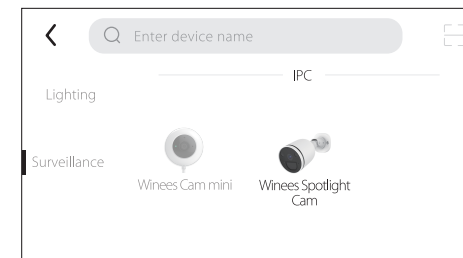 Enter device name
IPC
Lighting
Surveillance
Winees Cam mini
Winees Spotlight
Cam